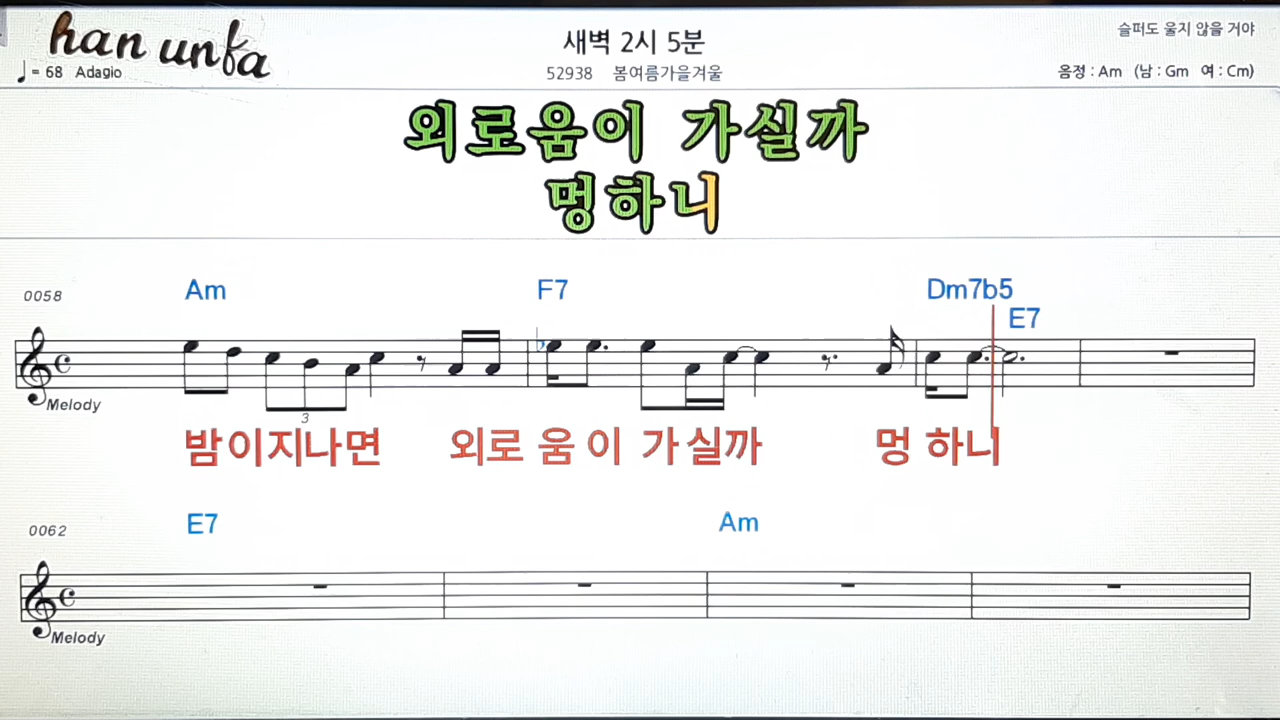 han unfa
새벽 2시 5분
슬퍼도 울지 않을 거야
♩= 68 Adagio
52938 봄여름가을겨울
음정 : Am (남 : Gm 여 : Cm)
외로움이 가실까
멍하니
0058
Am F7 Dm7b5
E7
3
Melody
밤이지나면 외로움이 가실까 멍하니
0062
E7 Am
Melody